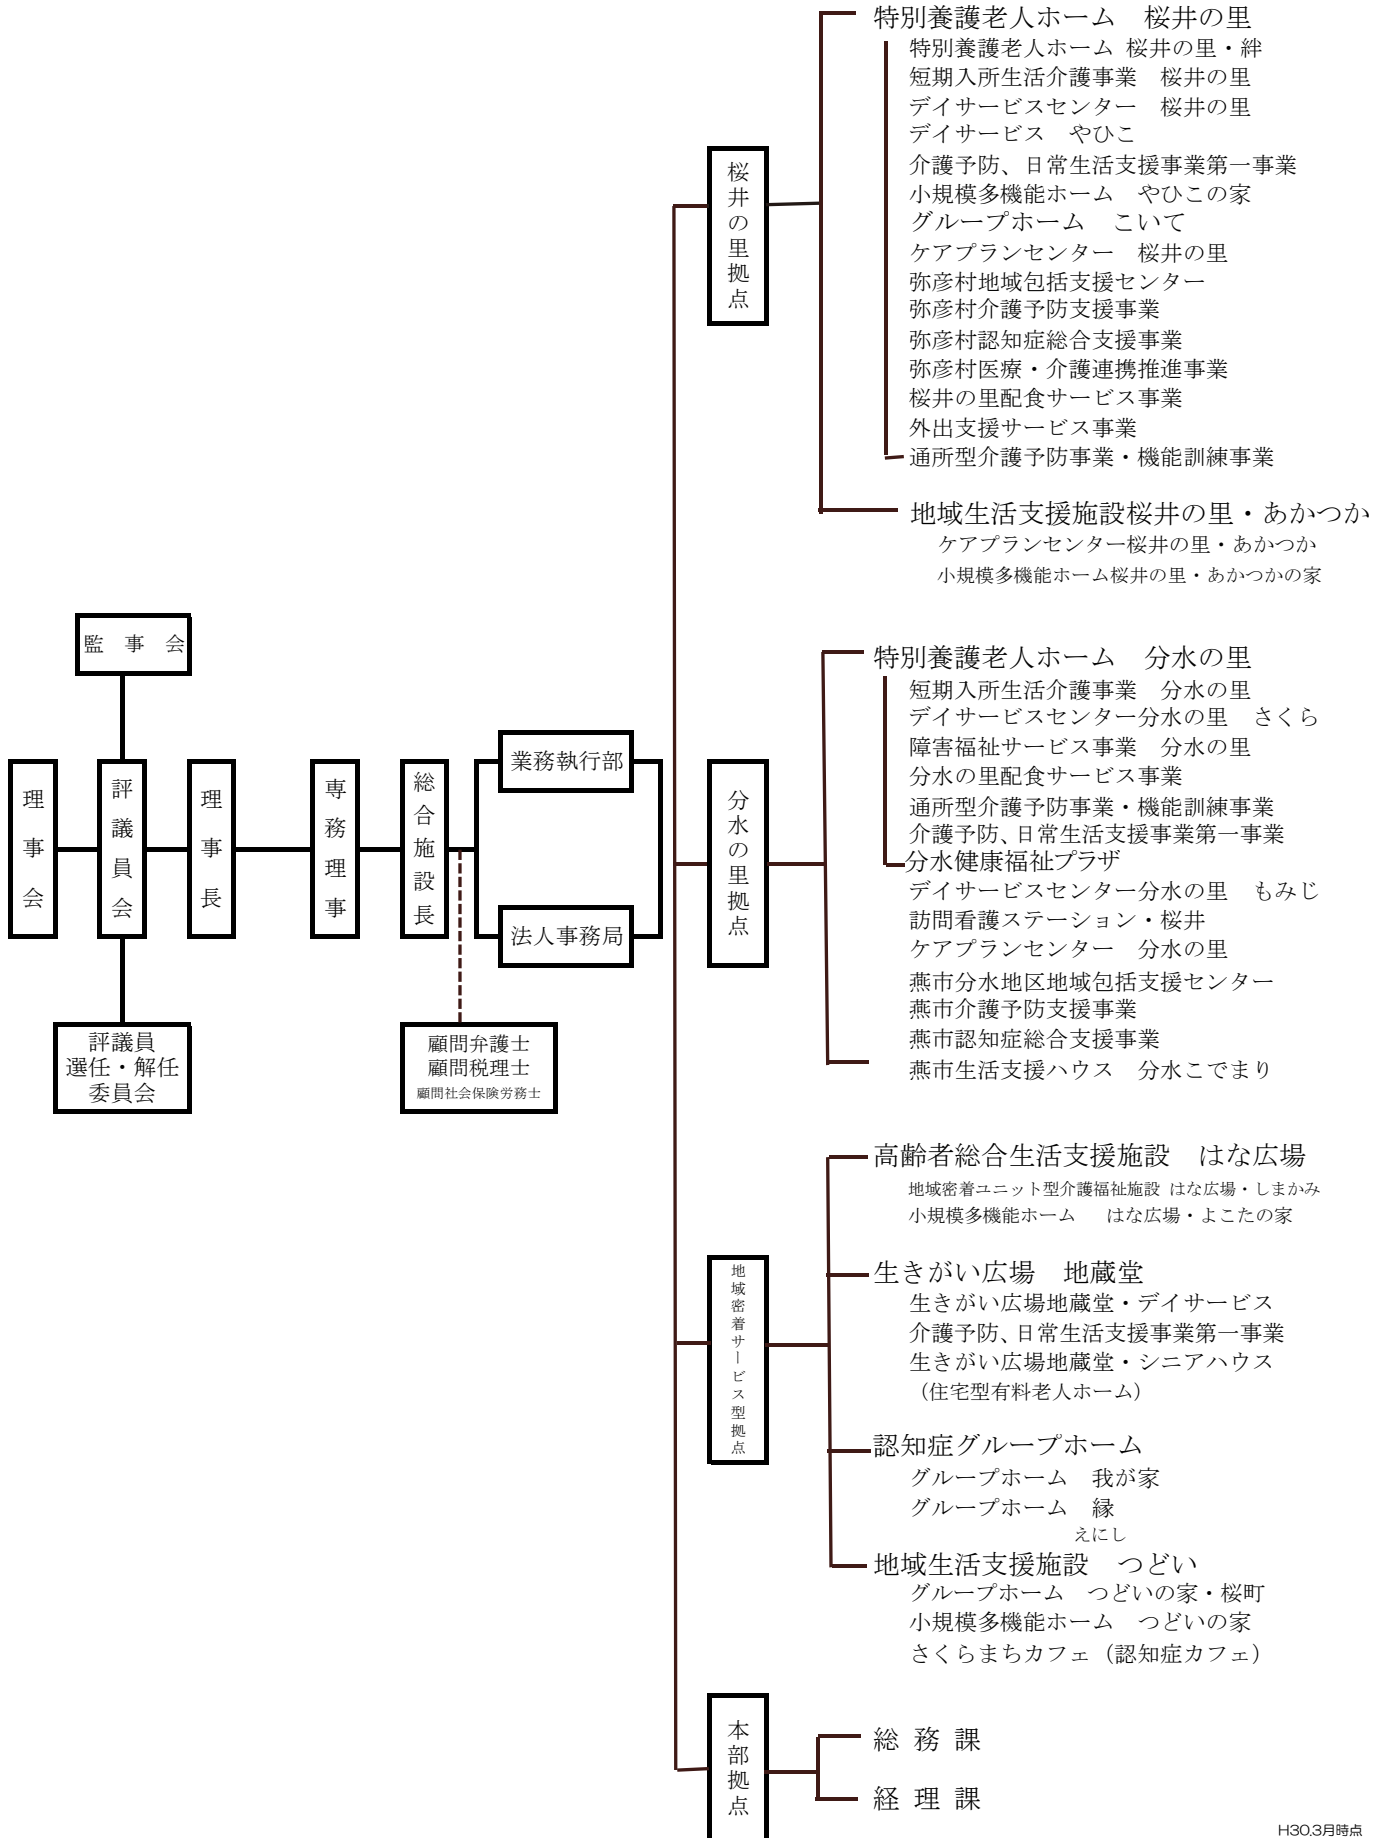 監　事　会
理事会
評議員会
理事長
専務理事
総合施設長
業務執行部
法人事務局
評議員
選任・解任
委員会
顧問弁護士
顧問税理士
顧問社会保険労務士
桜井の里拠点
特別養護老人ホーム　桜井の里
特別養護老人ホーム 桜井の里・絆
短期入所生活介護事業　桜井の里
デイサービスセンター　桜井の里
デイサービス　やひこ
介護予防、日常生活支援事業第一事業
小規模多機能ホーム　やひこの家
グループホーム　こいて
ケアプランセンター　桜井の里
弥彦村地域包括支援センター
弥彦村介護予防支援事業
弥彦村認知症総合支援事業
弥彦村医療・介護連携推進事業
桜井の里配食サービス事業
外出支援サービス事業
通所型介護予防事業・機能訓練事業
地域生活支援施設桜井の里・あかつか
ケアプランセンター桜井の里・あかつか
小規模多機能ホーム桜井の里・あかつかの家
分水の里拠点
特別養護老人ホーム　分水の里
短期入所生活介護事業　分水の里
デイサービスセンター分水の里　さくら
障害福祉サービス事業　分水の里
分水の里配食サービス事業
通所型介護予防事業・機能訓練事業
介護予防、日常生活支援事業第一事業
分水健康福祉プラザ
デイサービスセンター分水の里　もみじ
訪問看護ステーション・桜井
ケアプランセンター　分水の里
燕市分水地区地域包括支援センター
燕市介護予防支援事業
燕市認知症総合支援事業
燕市生活支援ハウス　分水こでまり
地域密着サービス型拠点
高齢者総合生活支援施設　はな広場
地域密着ユニット型介護福祉施設 はな広場・しまかみ
小規模多機能ホーム　はな広場・よこたの家
生きがい広場　地蔵堂
生きがい広場地蔵堂・デイサービス
介護予防、日常生活支援事業第一事業
生きがい広場地蔵堂・シニアハウス
（住宅型有料老人ホーム）
認知症グループホーム
グループホーム　我が家
グループホーム　縁
えにし
地域生活支援施設　つどい
グループホーム　つどいの家・桜町
小規模多機能ホーム　つどいの家
さくらまちカフェ（認知症カフェ）
本部拠点
総 務 課
経 理 課
H30.3月時点